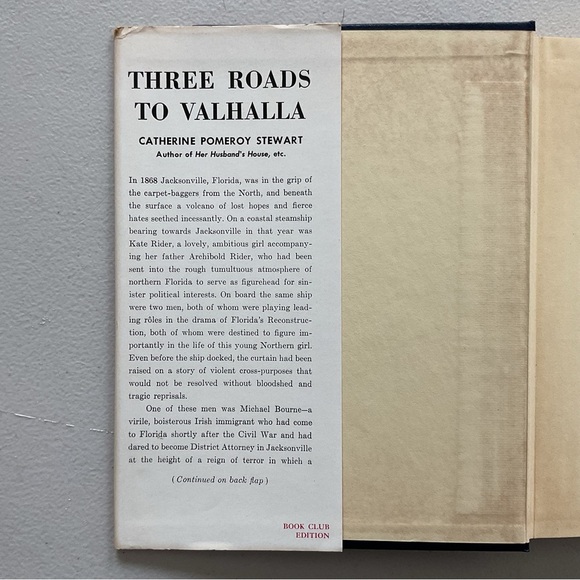 THREE ROADS
TO VALHALLA
CATHERINE POMEROY STEWART
Author of Her Husband's House, etc.
In 1868 Jacksonville, Florida, was in the grip of
the carpet-baggers from the North, and beneath
the surface a volcano of lost hopes and fierce
hates seethed incessantly. On a coastal steamship
bearing towards Jacksonville in that year was
Kate Rider, a lovely, ambitious girl accompany-
ing her father Archibold Rider, who had been
sent into the rough tumultuous atmosphere of
northern Florida to serve as figurehead for sin-
ister political interests. On board the same ship
were two men, both of whom were playing lead-
ing rôles in the drama of Florida's Reconstruc-
tion, both of whom were destined to figure im-
portantly in the life of this young Northern girl.
Even before the ship docked, the curtain had been
raised on a story of violent cross-purposes that
would not be resolved without bloodshed and
tragic reprisals.
One of these men was Michael Bourne—a
virile, boisterous Irish immigrant who had come
to Florida shortly after the Civil War and had
dared to become District Attorney in Jacksonville
at the height of a reign of terror in which a
(Continued on back flap)
BOOK CLUB
EDITION